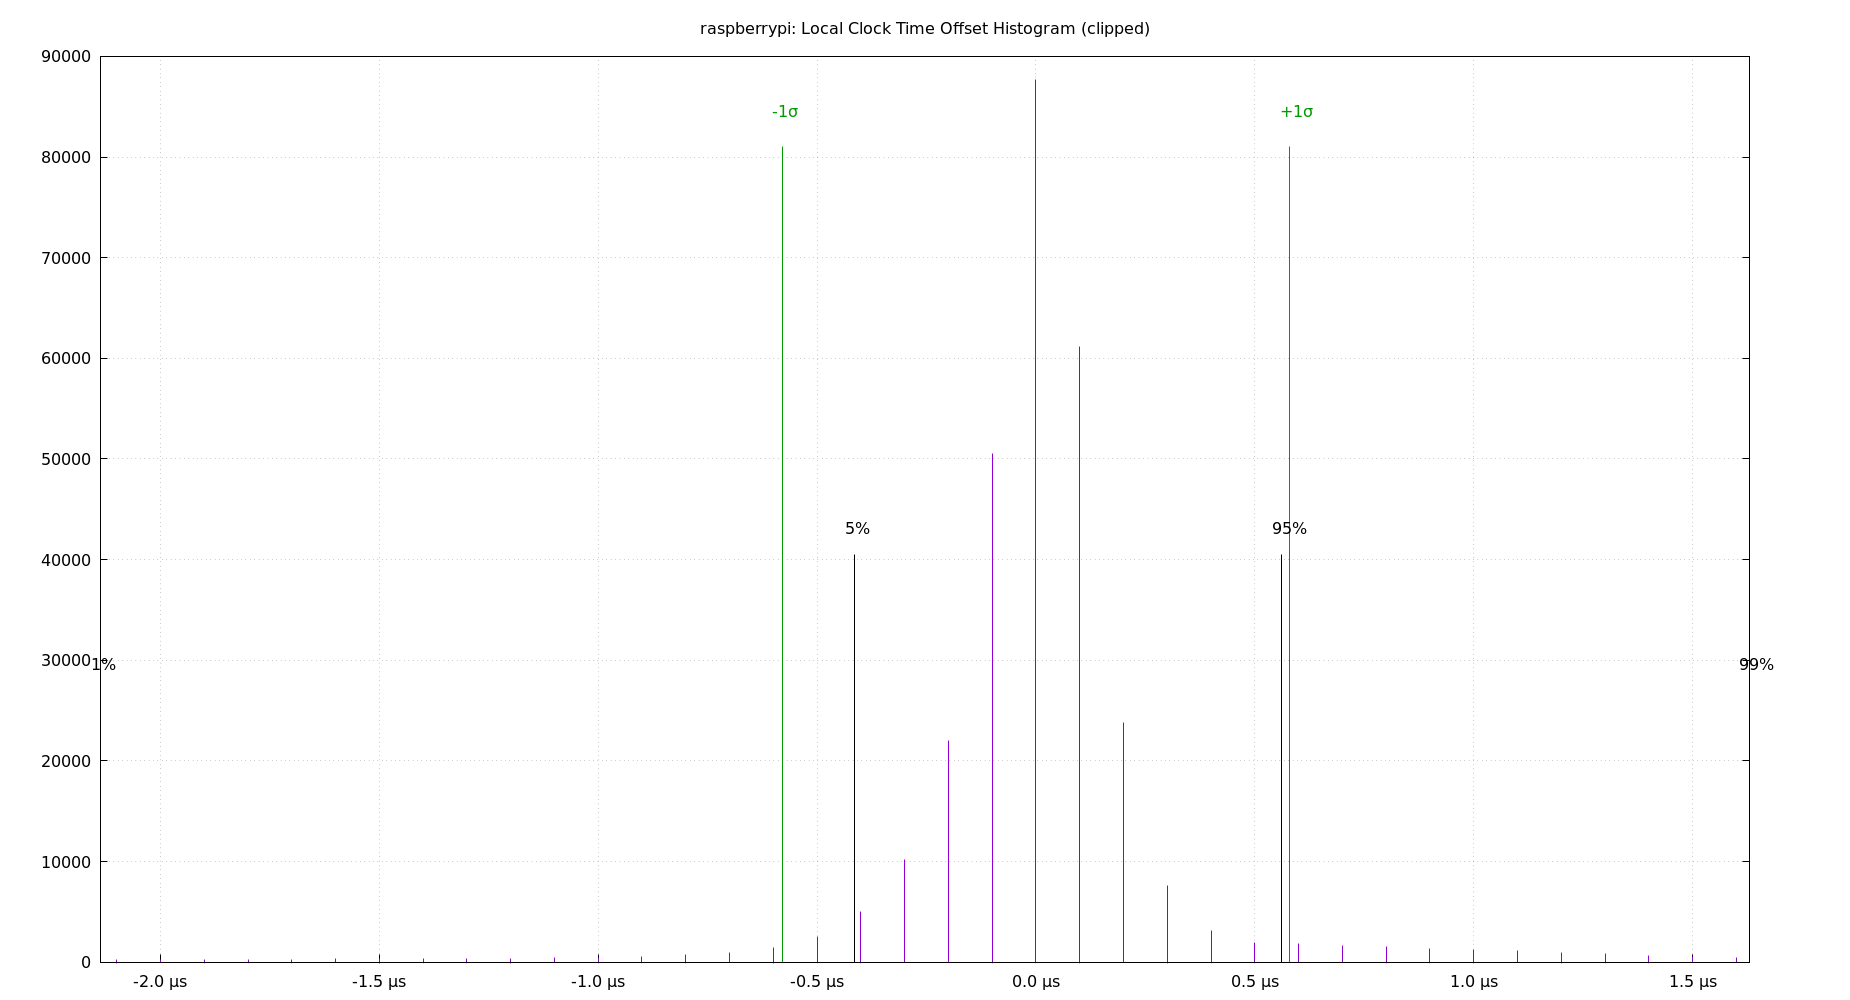 raspberrypi: Local Clock Time Offset Histogram (clipped)
90000
-1σ
+1σ
80000
70000
60000
50000
5%
95%
40000
30000
1%
99%
20000
10000
0
-2.0 µs
-1.5 µs
-1.0 µs
-0.5 µs
0.0 µs
0.5 µs
1.0 µs
1.5 µs